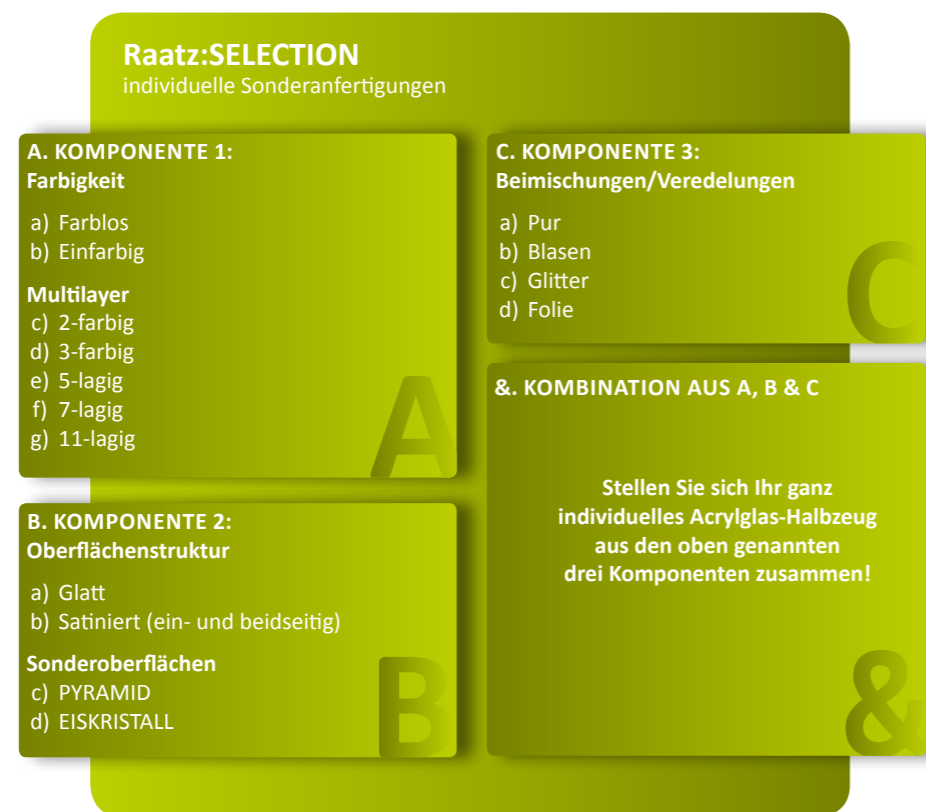 Raatz:SELECTION
individuelle Sonderanfertigungen
A. KOMPONENTE 1:
Farbigkeit
a) Farblos
b) Einfarbig
Multilayer
c) 2-farbig
d) 3-farbig
e) 5-lagig
f) 7-lagig
g) 11-lagig
A
B. KOMPONENTE 2:
Oberflächenstruktur
a) Glatt
b) Satiniert (ein- und beidseitig)
Sonderoberflächen
c) PYRAMID
d) EISKRISTALL
B
C. KOMPONENTE 3:
Beimischungen/Veredelungen
a) Pur
b) Blasen
c) Glitter
d) Folie
C
&. KOMBINATION AUS A, B & C
Stellen Sie sich Ihr ganz
individuelles Acrylglas-Halbzeug
aus den oben genannten
drei Komponenten zusammen!
&